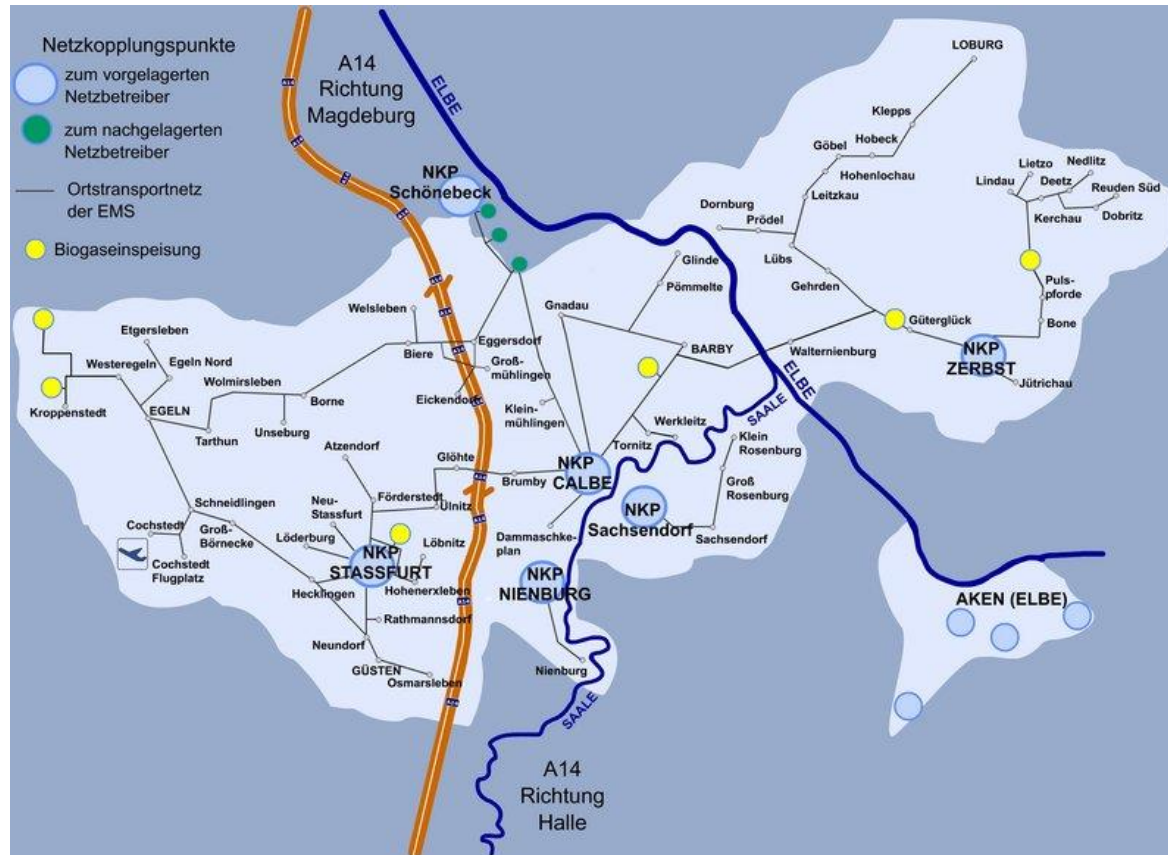 Netzkopplungspunkte
zum vorgelagerten
Netzbetreiber
zum nachgelagerten
Netzbetreiber
Ortstransportnetz
der EMS
Biogaseinspeisung
A14
Richtung
Magdeburg
ELBE
NKP
Schönebeck
LOBURG
Klepps
Hobeck
Göbel
Hohenlochau
Leitzkau
Lietzo
Nedlitz
Lindau
Deetz
Reuden Süd
Kerchau
Dobritz
Dornburg
Prödel
Lübs
Gehrden
Puls-
pforde
Bone
Güterglück
NKP
ZERBST
Jütrichau
Glinde
Pömmelte
Gnadau
BARBY
Walternienburg
ELBE
SAALE
Welsleben
Biere
Eggersdorf
Groß-
mühlingen
Eickendorf
Klein-
mühlingen
Etgersleben
Westeregeln
Egeln Nord
Kroppenstedt
EGELN
Wolmirsleben
Borne
Tarthun
Unseburg
Atzendorf
Glöhte
Brumby
NKP
CALBE
Werkleitz
Tornitz
Klein
Rosenburg
Groß
Rosenburg
NKP
Sachsendorf
Sachsendorf
Schneidlingen
Groß-
Börnecke
Cochstedt
Cochstedt
Flugplatz
Neu-
Stassfurt
Förderstedt
Ülnitz
Löderburg
NKP
STASSFURT
Löbnitz
Hohenerxleben
Hecklingen
Rathmannsdorf
Neundorf
GÜSTEN
Osmarsleben
Dammaschke-
plan
NKP
NIENBURG
Nienburg
SAALE
AKEN (ELBE)
A14
Richtung
Halle